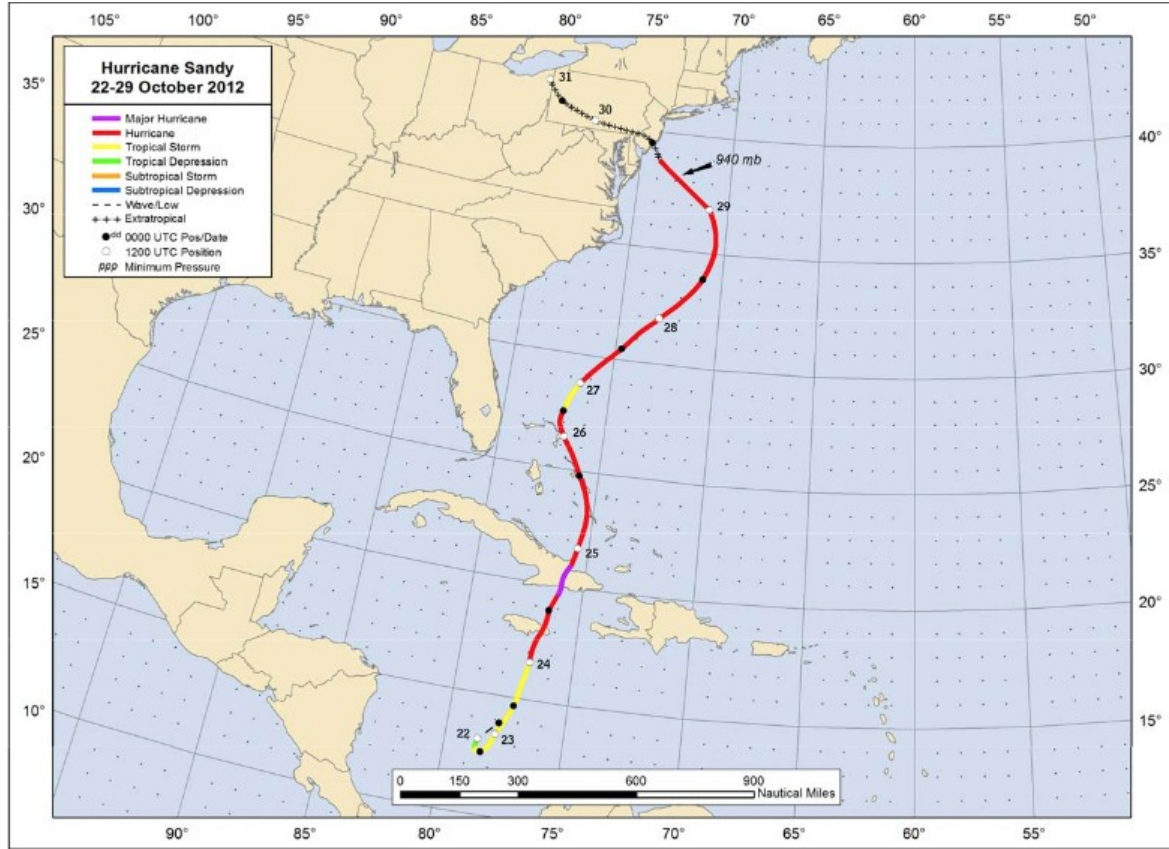 105° 100° 95° 90° 85° 80° 75° 70° 65° 60° 55° 50°
Hurricane Sandy
22-29 October 2012
Major Hurricane
Hurricane
Tropical Storm
Tropical Depression
Subtropical Storm
Subtropical Depression
Wave/Low
Extratropical
dd 0000 UTC Pos/Date
1200 UTC Position
ppp Minimum Pressure
35°
30°
25°
20°
15°
10°
31
30
940 mb
29
28
27
26
25
24
23
22
40°
35°
30°
25°
20°
15°
0 150 300 600 900
Nautical Miles
90° 85° 80° 75° 70° 65° 60° 55°